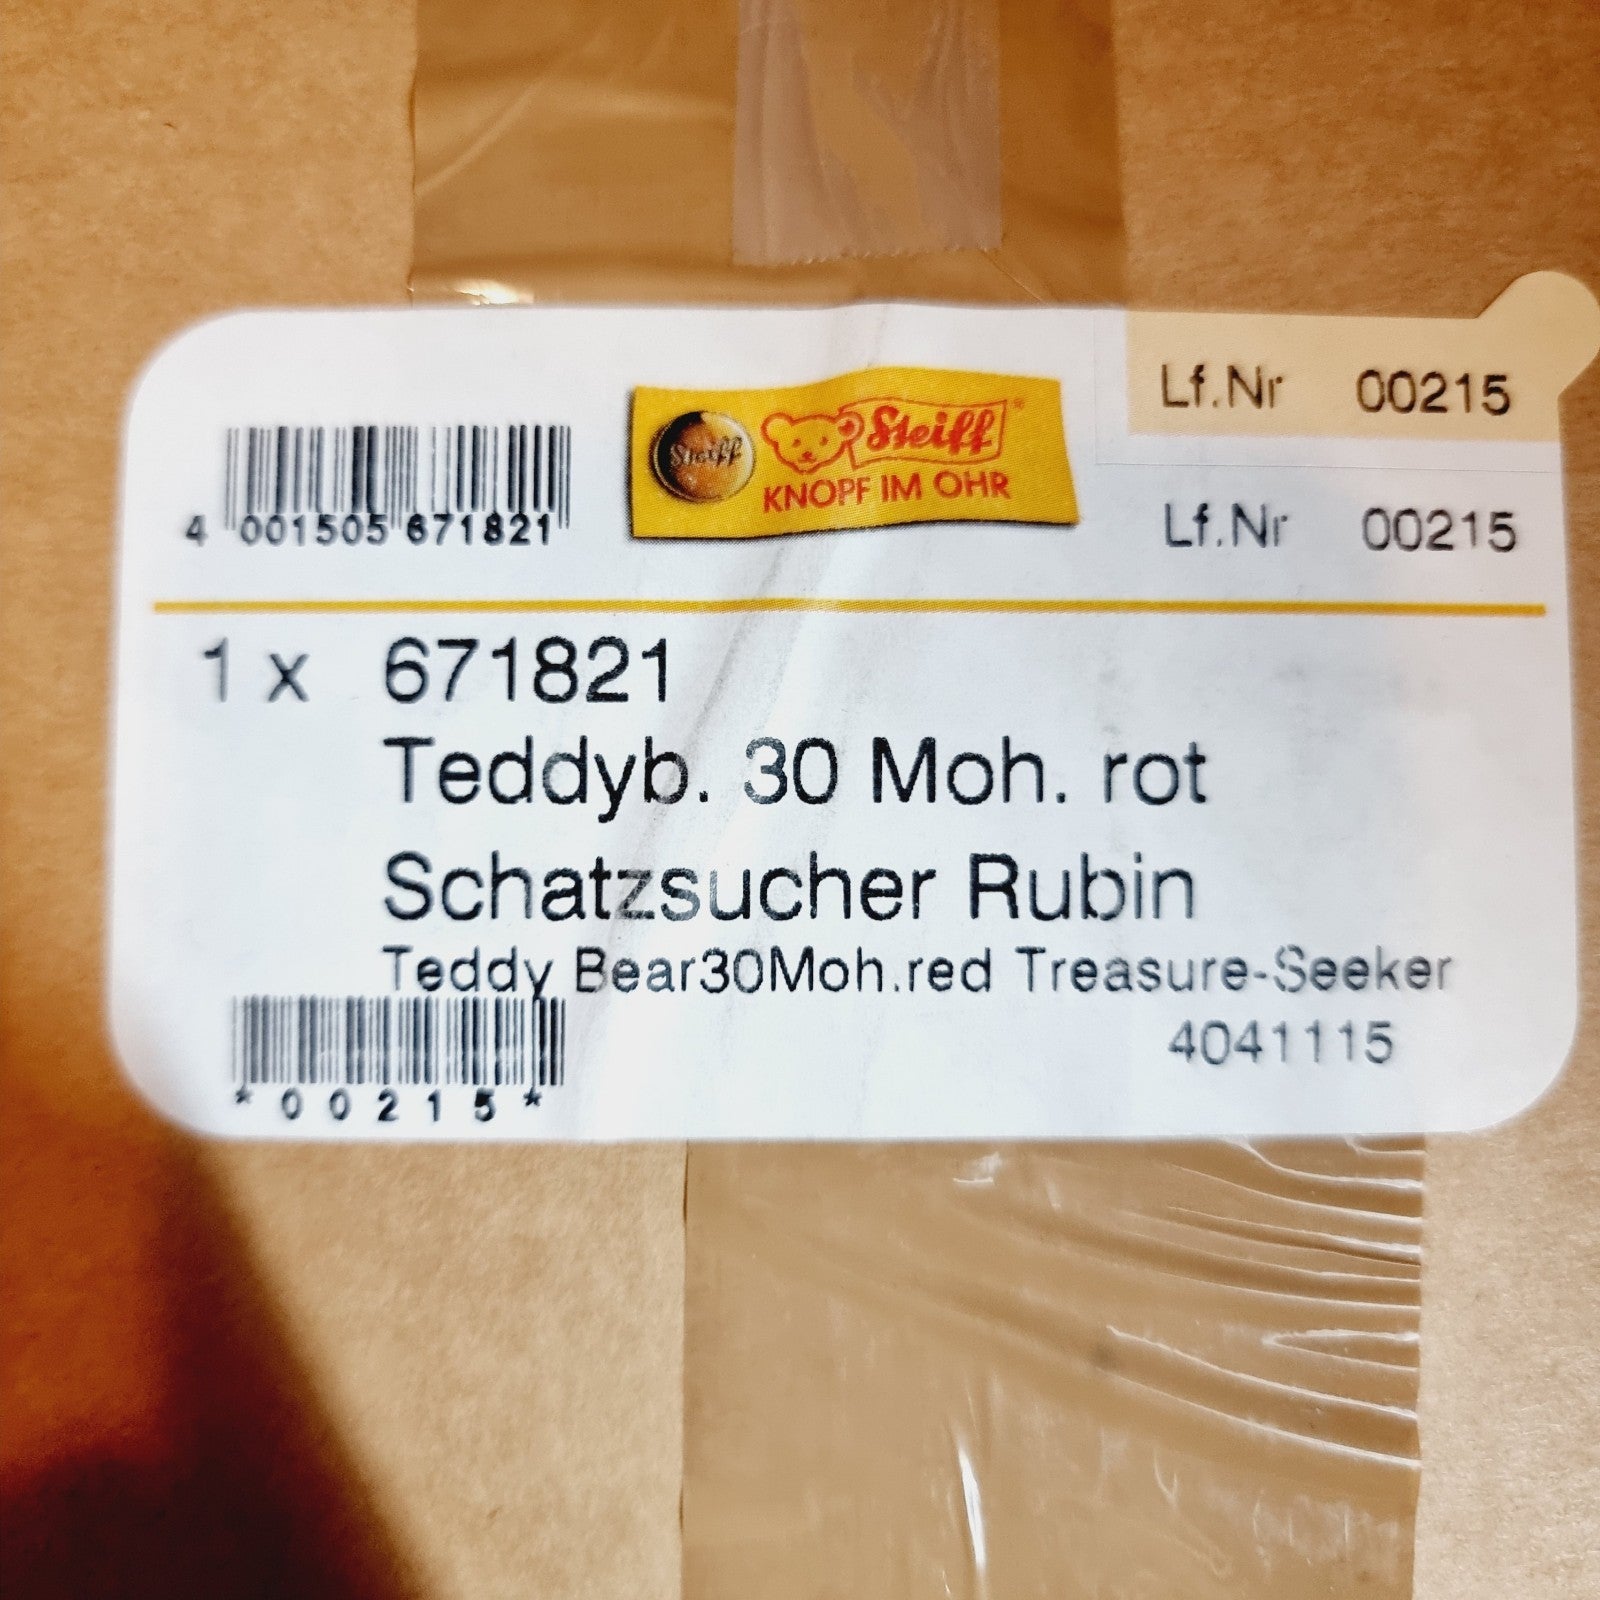 Lf.Nr 00215
Steiff
Steiff
KNOPF IM OHR
4 001505 671821
Lf.Nr 00215
1 x 671821
Teddyb. 30 Moh. rot
Schatzsucher Rubin
Teddy Bear30Moh.red Treasure-Seeker
4041115
*00215*